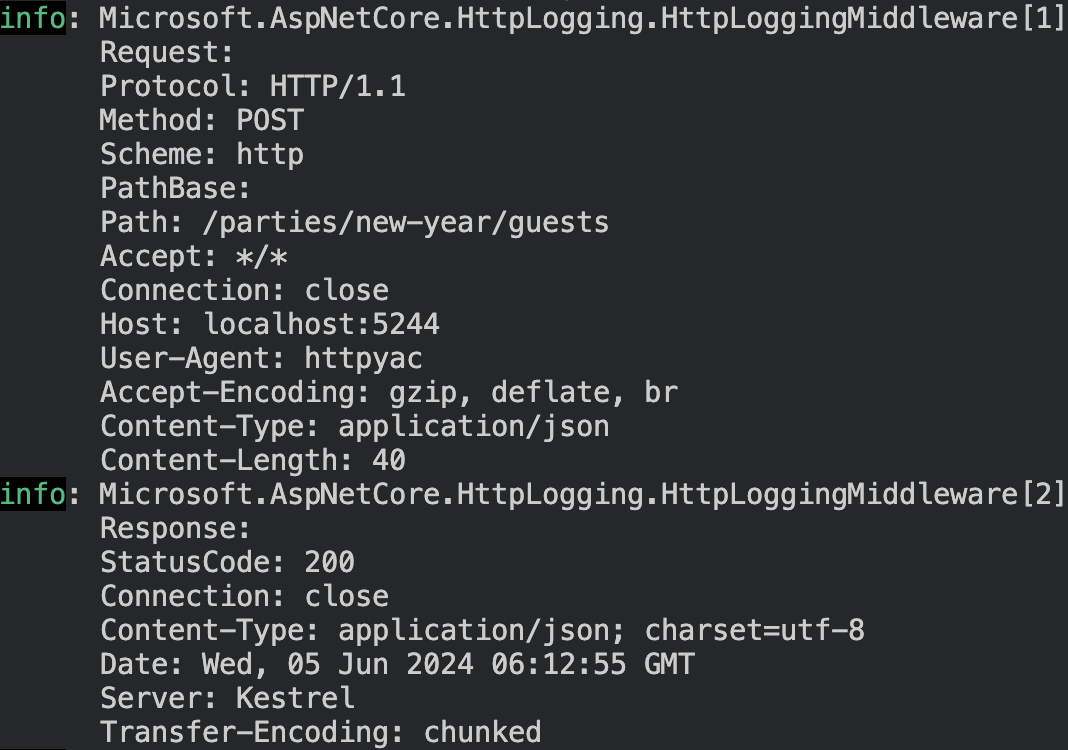 info: Microsoft.AspNetCore.HttpLogging.HttpLoggingMiddleware[1]
Request:
Protocol: HTTP/1.1
Method: POST
Scheme: http
PathBase:
Path: /parties/new-year/guests
Accept: */*
Connection: close
Host: localhost:5244
User-Agent: httpyac
Accept-Encoding: gzip, deflate, br
Content-Type: application/json
Content-Length: 40
info: Microsoft.AspNetCore.HttpLogging.HttpLoggingMiddleware[2]
Response:
StatusCode: 200
Connection: close
Content-Type: application/json; charset=utf-8
Date: Wed, 05 Jun 2024 06:12:55 GMT
Server: Kestrel
Transfer-Encoding: chunked